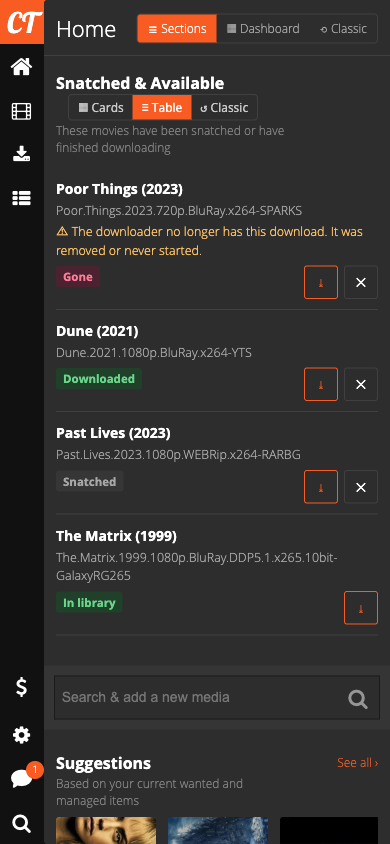 CT
Home
Sections
Dashboard
Classic
Snatched & Available
Cards
Table
Classic
These movies have been snatched or have
finished downloading
Poor Things (2023)
Poor.Things.2023.720p.BluRay.x264-SPARKS
⚠ The downloader no longer has this download. It was
removed or never started.
Gone
Dune (2021)
Dune.2021.1080p.BluRay.x264-YTS
Downloaded
Past Lives (2023)
Past.Lives.2023.1080p.WEBRip.x264-RARBG
Snatched
The Matrix (1999)
The.Matrix.1999.1080p.BluRay.DDP5.1.x265.10bit-
GalaxyRG265
In library
Search & add a new media
1
Suggestions
See all ›
Based on your current wanted and
managed items